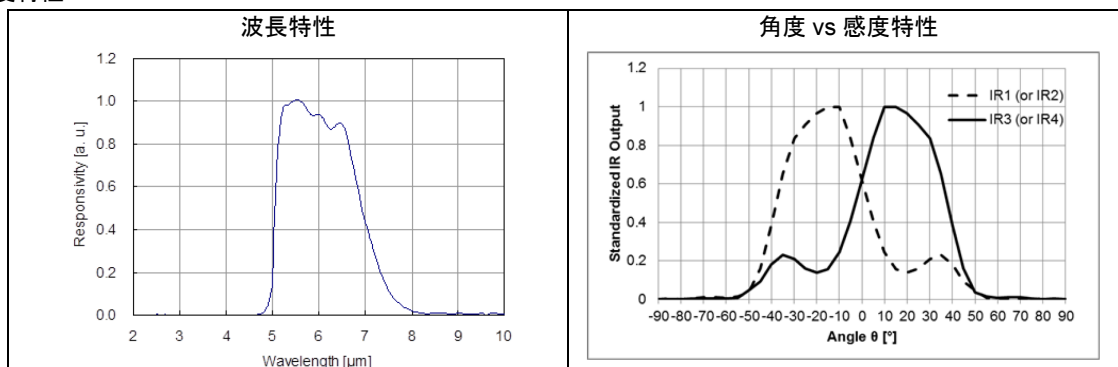 波長特性
1.2
1.0
0.8
0.6
0.4
0.2
0.0
2 3 4 5 6 7 8 9 10
Responsivity [a. u.]
Wavelength [µm]
角度 vs 感度特性
1.2
1
0.8
0.6
0.4
0.2
0
-90-80-70-60-50-40-30-20-10 0 10 20 30 40 50 60 70 80 90
Standardized IR Output
Angle θ [°]
IR1 (or IR2)
IR3 (or IR4)